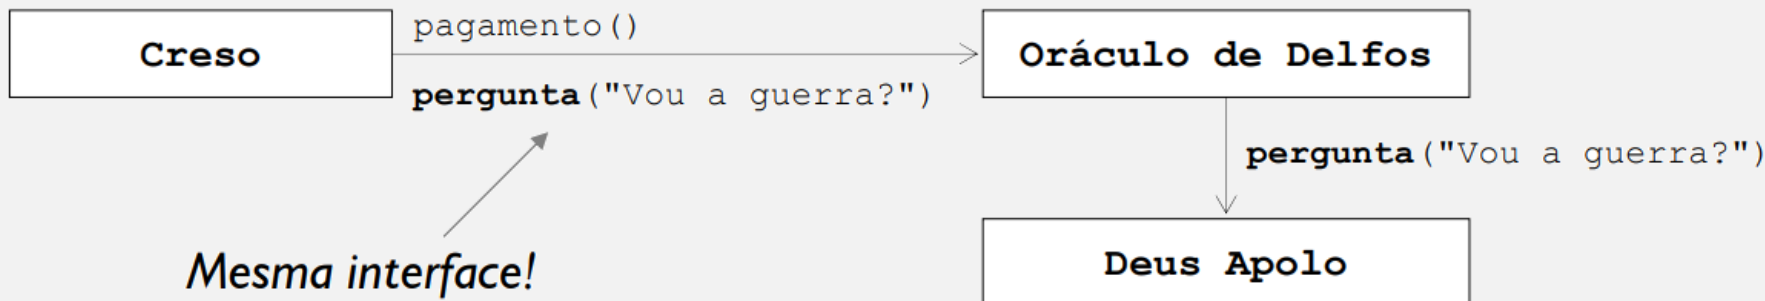 Creso
pagamento()
pergunta("Vou a guerra?")
Oráculo de Delfos
pergunta("Vou a guerra?")
Mesma interface!
Deus Apolo